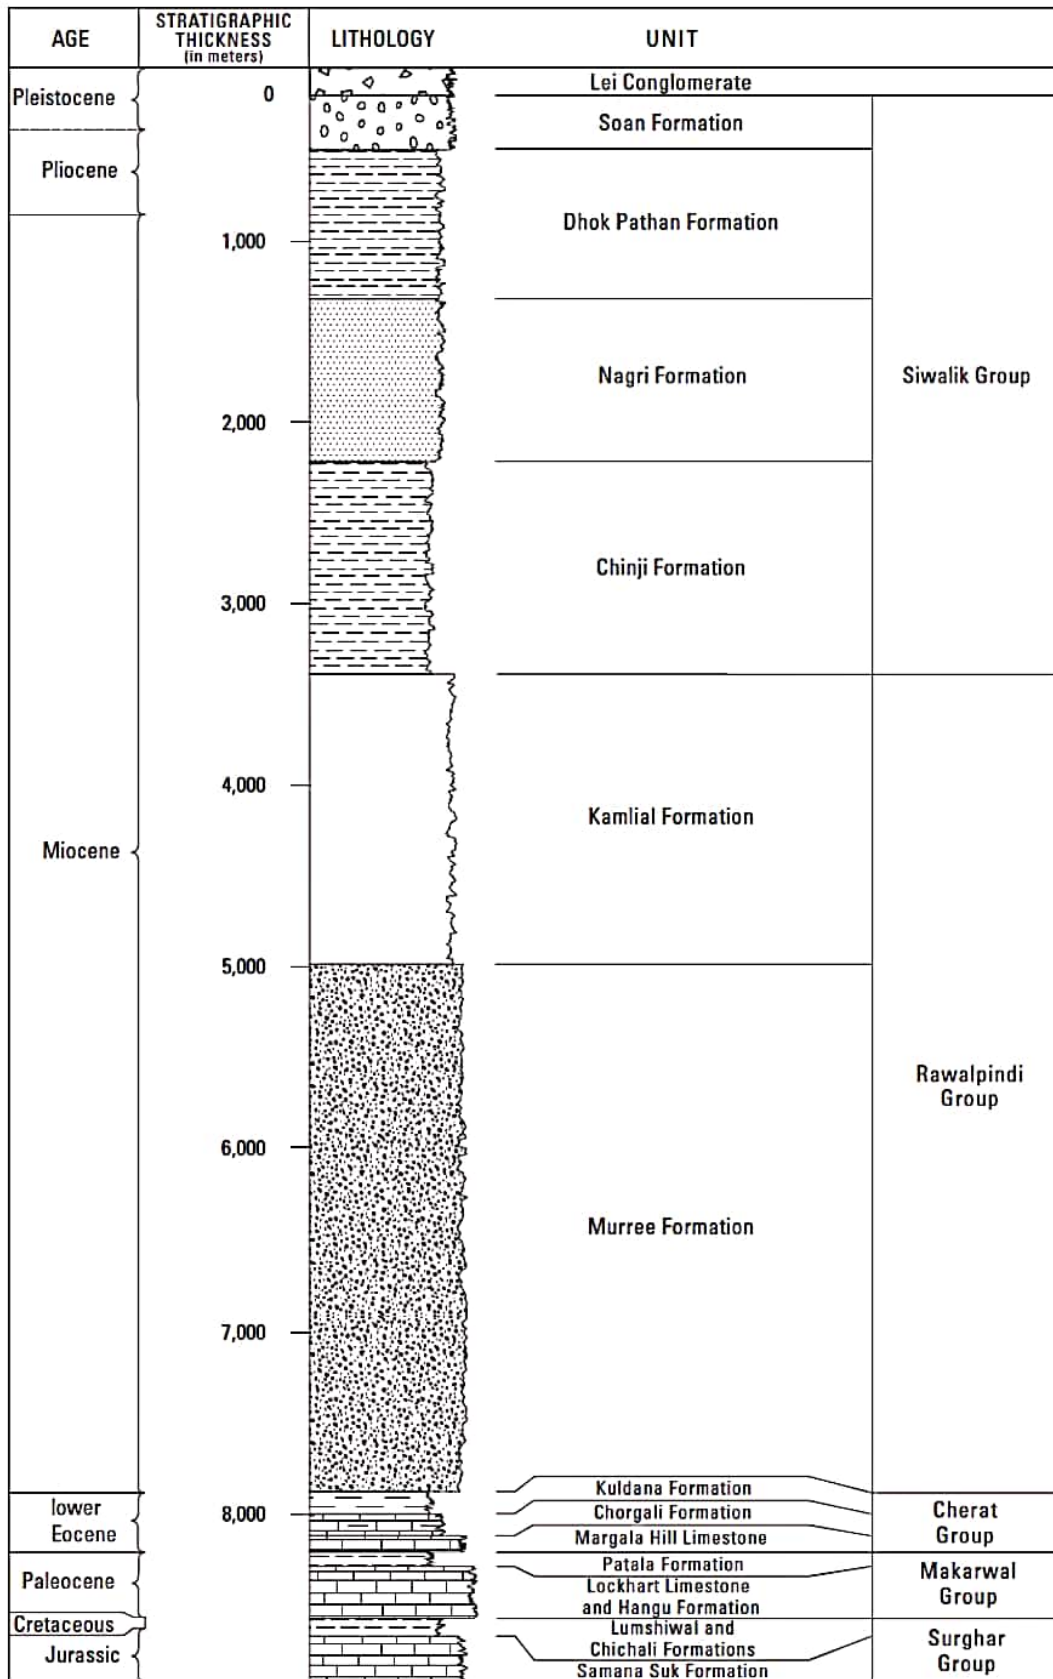 AGE
STRATIGRAPHIC
THICKNESS
(in meters)
LITHOLOGY
UNIT
Pleistocene
Pliocene
Miocene
lower
Eocene
Paleocene
Cretaceous
Jurassic
0
1,000
2,000
3,000
4,000
5,000
6,000
7,000
8,000
Lei Conglomerate
Soan Formation
Dhok Pathan Formation
Nagri Formation
Chinji Formation
Kamlial Formation
Murree Formation
Kuldana Formation
Chorgali Formation
Margala Hill Limestone
Patala Formation
Lockhart Limestone
and Hangu Formation
Lumshiwal and
Chichali Formations
Samana Suk Formation
Siwalik Group
Rawalpindi
Group
Cherat
Group
Makarwal
Group
Surghar
Group